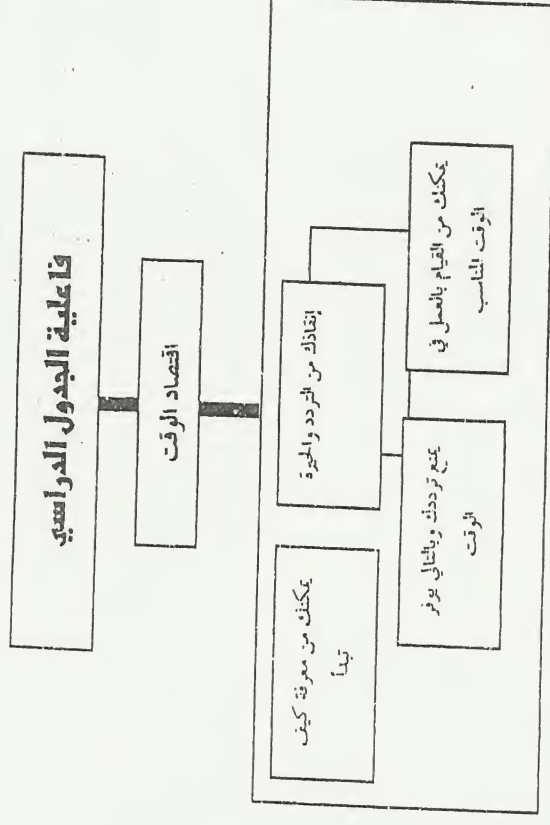 فاعلية الجدول الدراسي
اقتصاد الوقت
إنقاذك من التردد والحيرة
يمكنك من معرفة كيف
تبدأ
يمكنك من القيام بالعمل في
الوقت المناسب
يمنع ترددك وبالتالي يوفر
الوقت